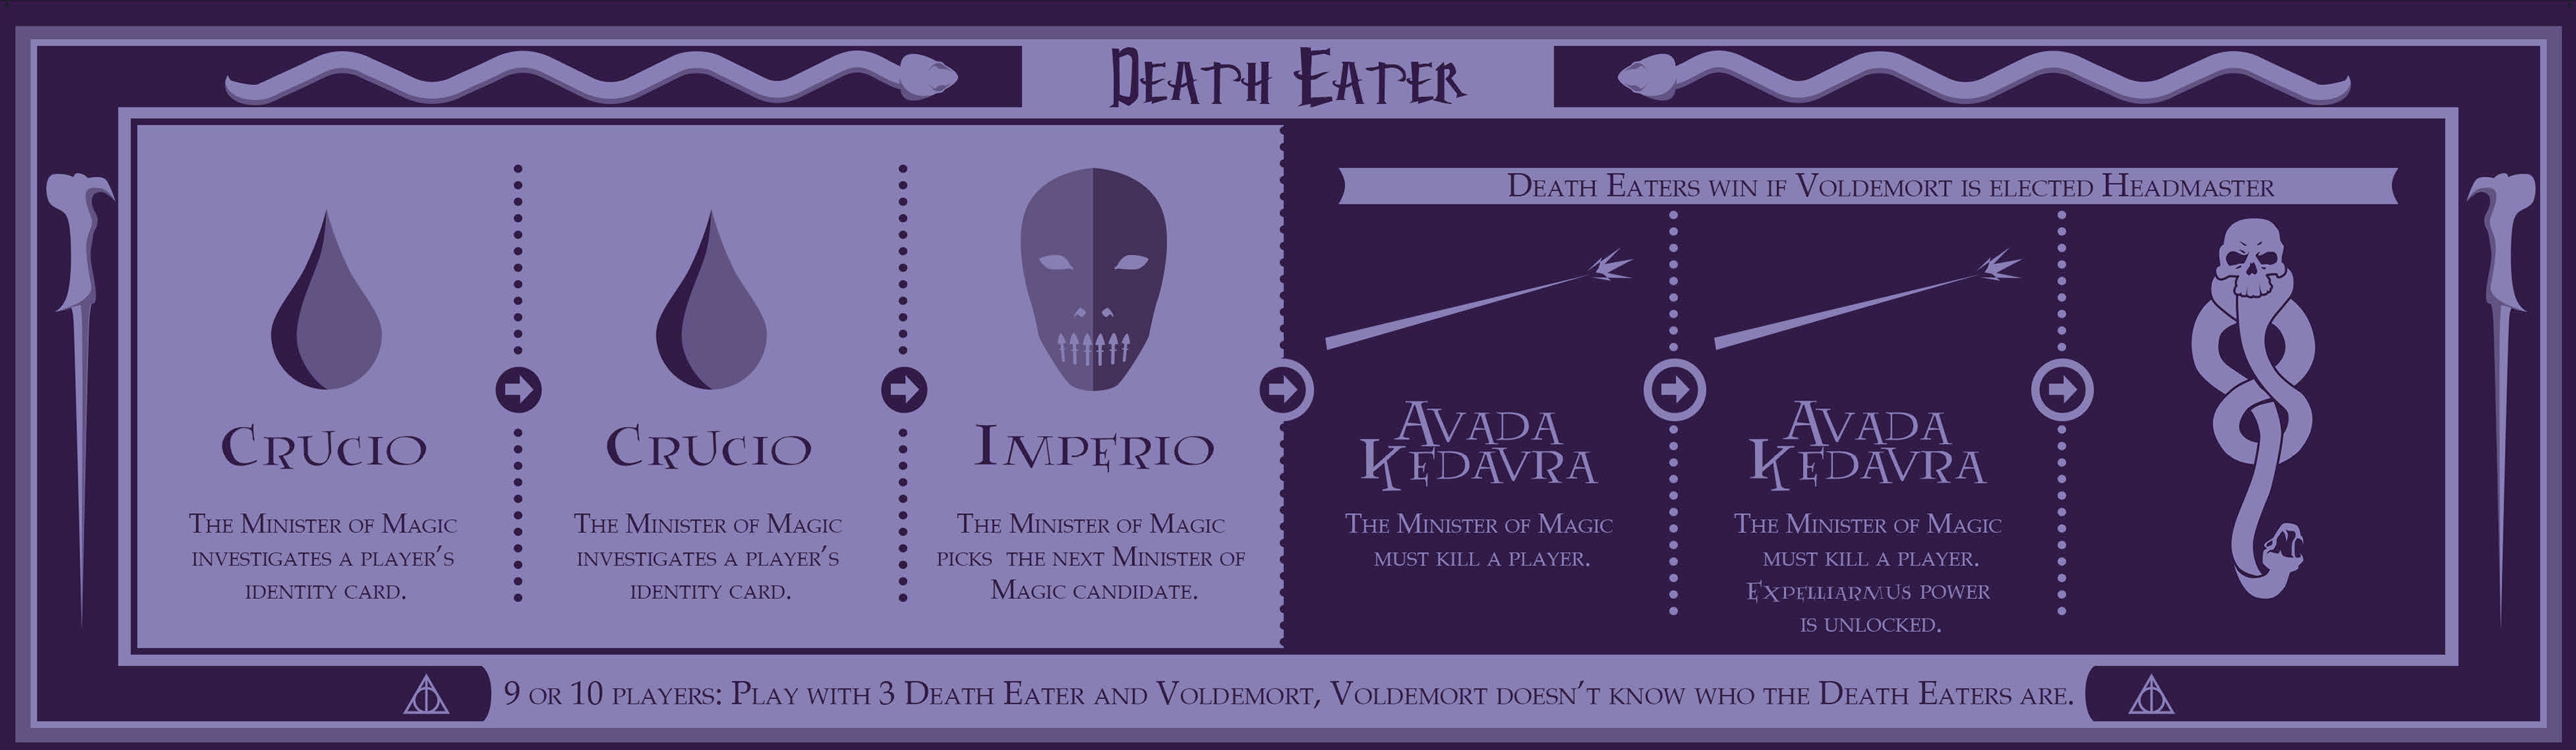 Death Eater
Death Eaters win if Voldemort is elected Headmaster
Crucio
The Minister of Magic
investigates a player's
identity card.
Crucio
The Minister of Magic
investigates a player's
identity card.
Imperio
The Minister of Magic
picks the next Minister of
Magic candidate.
Avada
Kedavra
The Minister of Magic
must kill a player.
Avada
Kedavra
The Minister of Magic
must kill a player.
Expelliarmus power
is unlocked.
9 or 10 players: Play with 3 Death Eater and Voldemort, Voldemort doesn't know who the Death Eaters are.